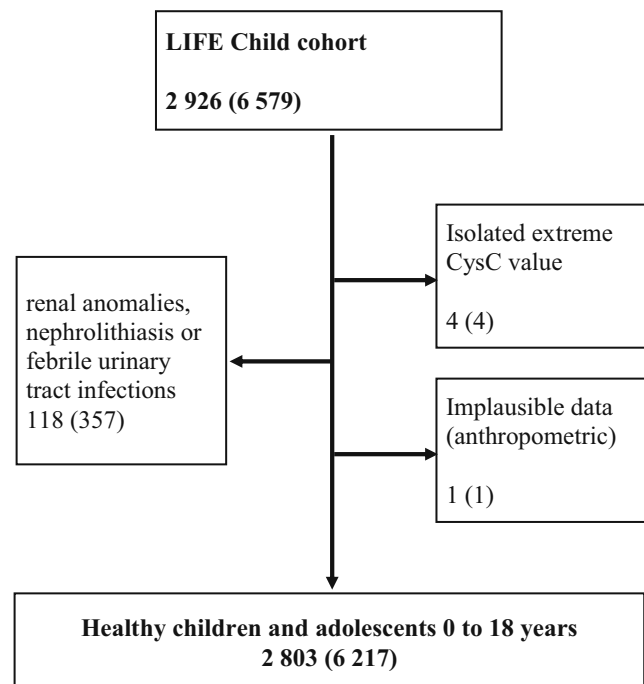 LIFE Child cohort
2 926 (6 579)
Isolated extreme
CysC value
4 (4)
renal anomalies,
nephrolithiasis or
febrile urinary
tract infections
118 (357)
Implausible data
(anthropometric)
1 (1)
Healthy children and adolescents 0 to 18 years
2 803 (6 217)